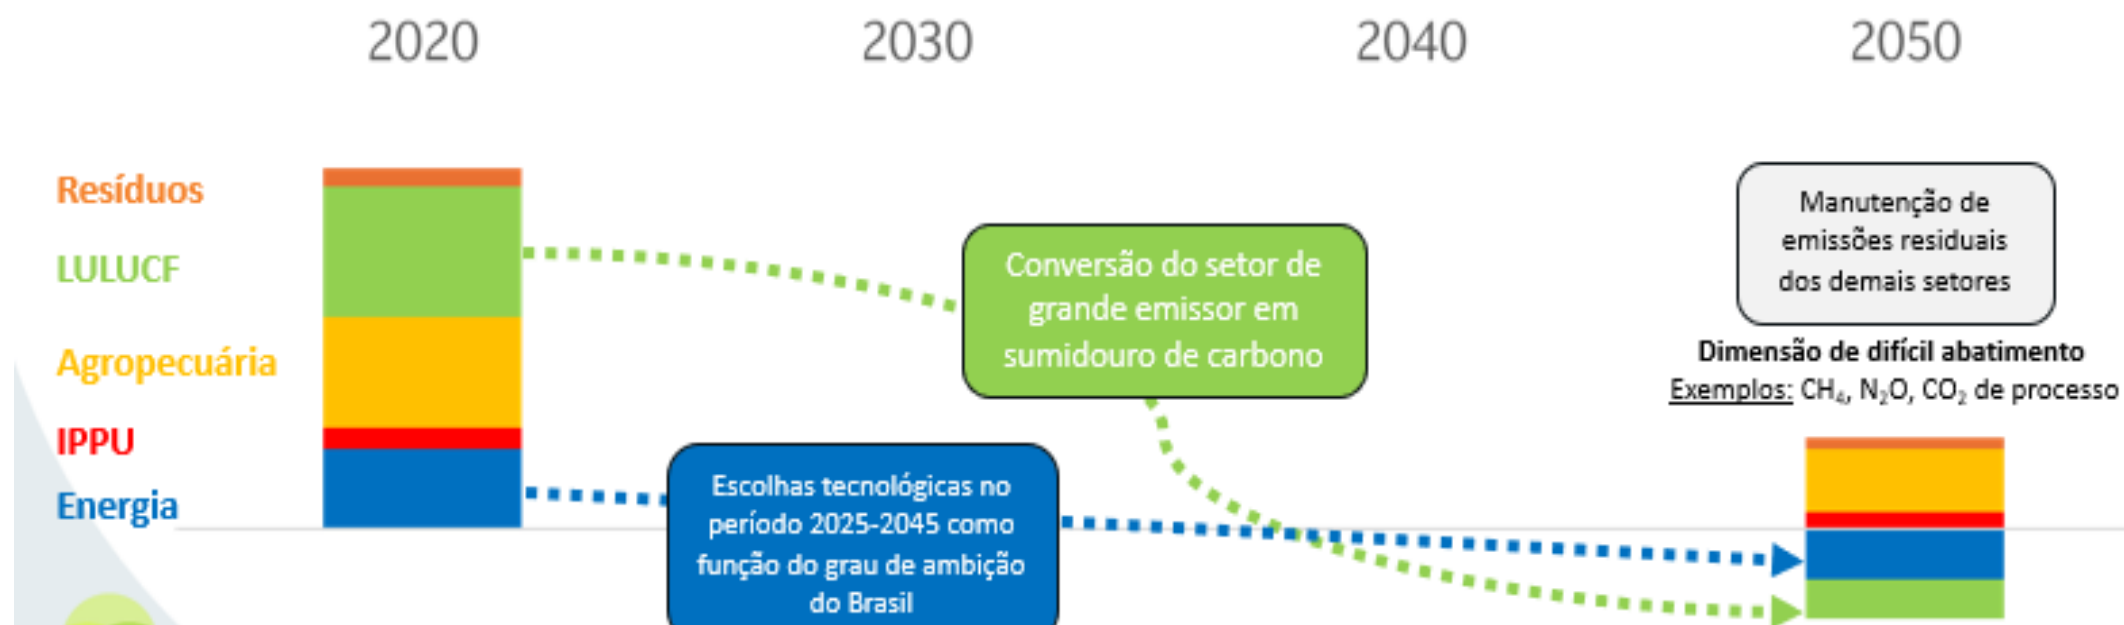 2020 2030 2040 2050
Resíduos
LULUCF
Agropecuária
IPPU
Energia
Conversão do setor de
grande emissor em
sumidouro de carbono
Escolhas tecnológicas no
período 2025-2045 como
função do grau de ambição
do Brasil
Manutenção de
emissões residuais
dos demais setores
Dimensão de difícil abatimento
Exemplos: CH₄, N₂O, CO₂ de processo